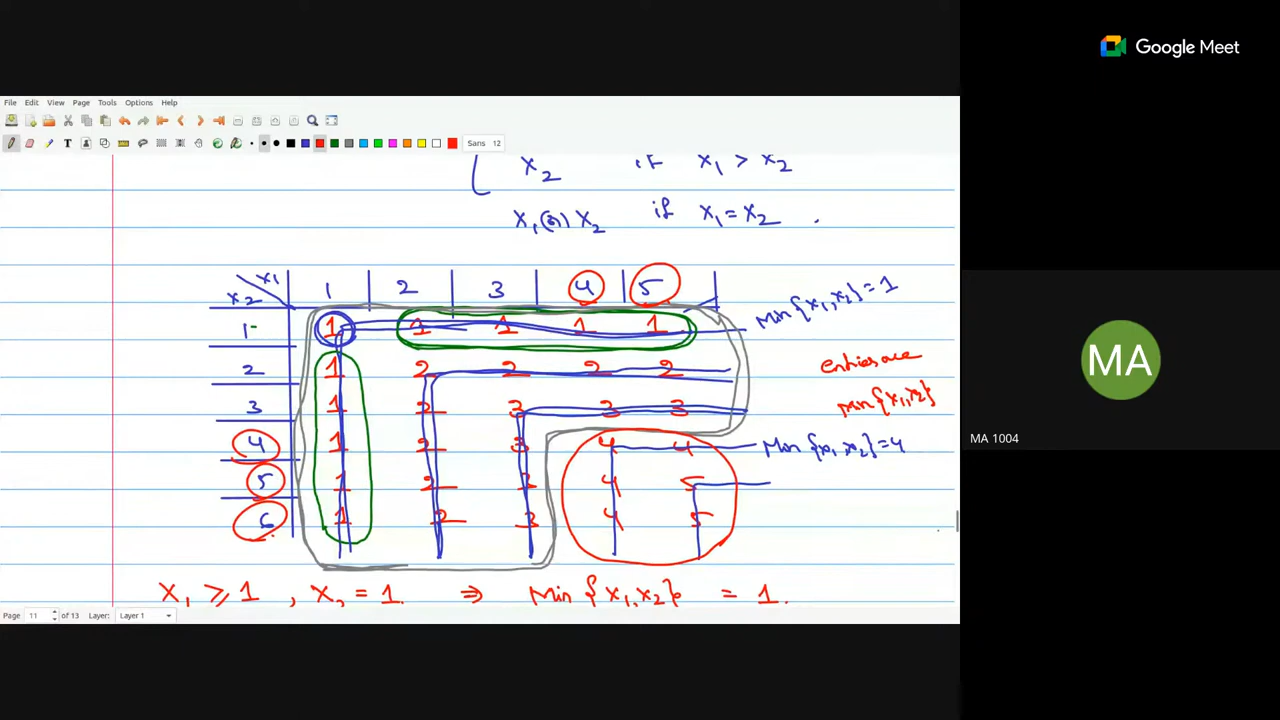 Google Meet
File Edit View Page Tools Options Help
Sans 12
x2 if x1 > x2
x1 (or) x2 if x1 = x2 .
x1
x2 1 2 3 4 5
Min{x1,x2}=1
1 1 1 1 1 1
2 1 2 2 2 2
entries are
3 1 2 3 3 3
Min{x1,x2}
4 1 2 3 4 4
Min{x1,x2}=4
MA
MA 1004
5 1 2 3 4 5
6 1 2 3 4 5
x1 ≥ 1 , x2 = 1. ⇒ Min {x1,x2} = 1.
Page 11 of 13 Layer: Layer 1